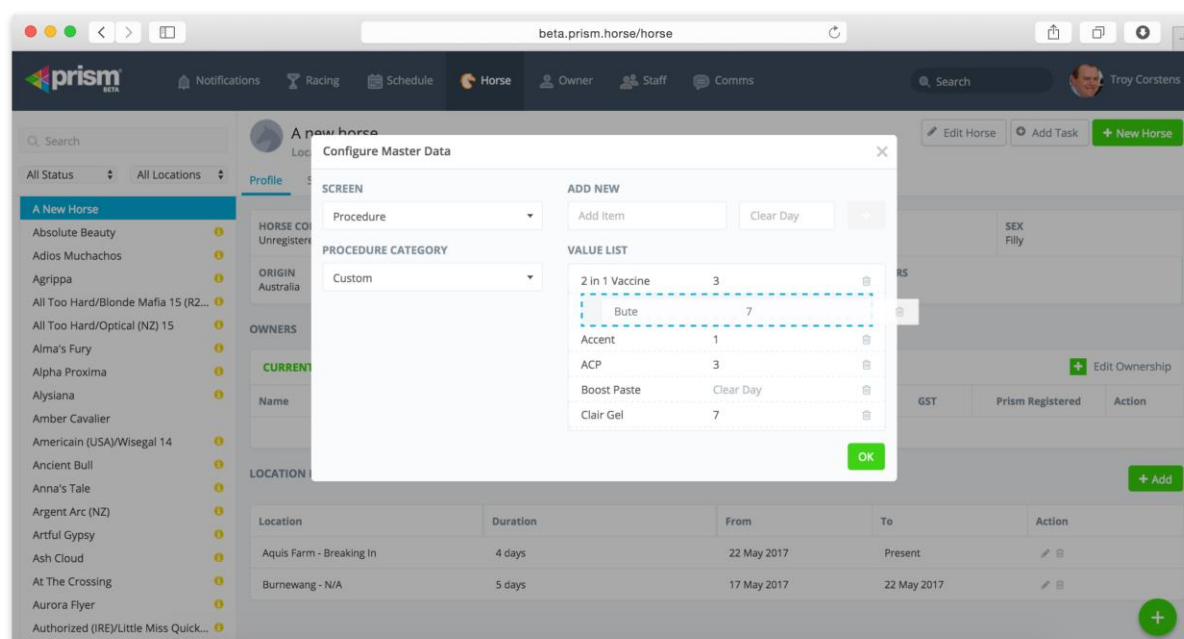 beta.prism.horse/horse
prism
BETA
Notifications Racing Schedule Horse Owner Staff Comms Search Troy Corstens
Search
All Status All Locations
A New Horse
Absolute Beauty
Adios Muchachos
Agrippa
All Too Hard/Blonde Mafia 15 (R2...
All Too Hard/Optical (NZ) 15
Alma's Fury
Alpha Proxima
Alysiana
Amber Cavalier
Americain (USA)/Wisegal 14
Ancient Bull
Anna's Tale
Argent Arc (NZ)
Artful Gypsy
Ash Cloud
At The Crossing
Aurora Flyer
Authorized (IRE)/Little Miss Quick...
A new horse
Edit Horse Add Task + New Horse
Profile
SEX
Filly
ORIGIN
Australia
OWNERS
Edit Ownership
Name GST Prism Registered Action
Configure Master Data
SCREEN
Procedure
PROCEDURE CATEGORY
Custom
ADD NEW
Add Item Clear Day
VALUE LIST
2 in 1 Vaccine 3
Bute 7
Accent 1
ACP 3
Boost Paste Clear Day
Clair Gel 7
OK
LOCATION
+ Add
Location Duration From To Action
Aquis Farm - Breaking In 4 days 22 May 2017 Present
Burnewang - N/A 5 days 17 May 2017 22 May 2017